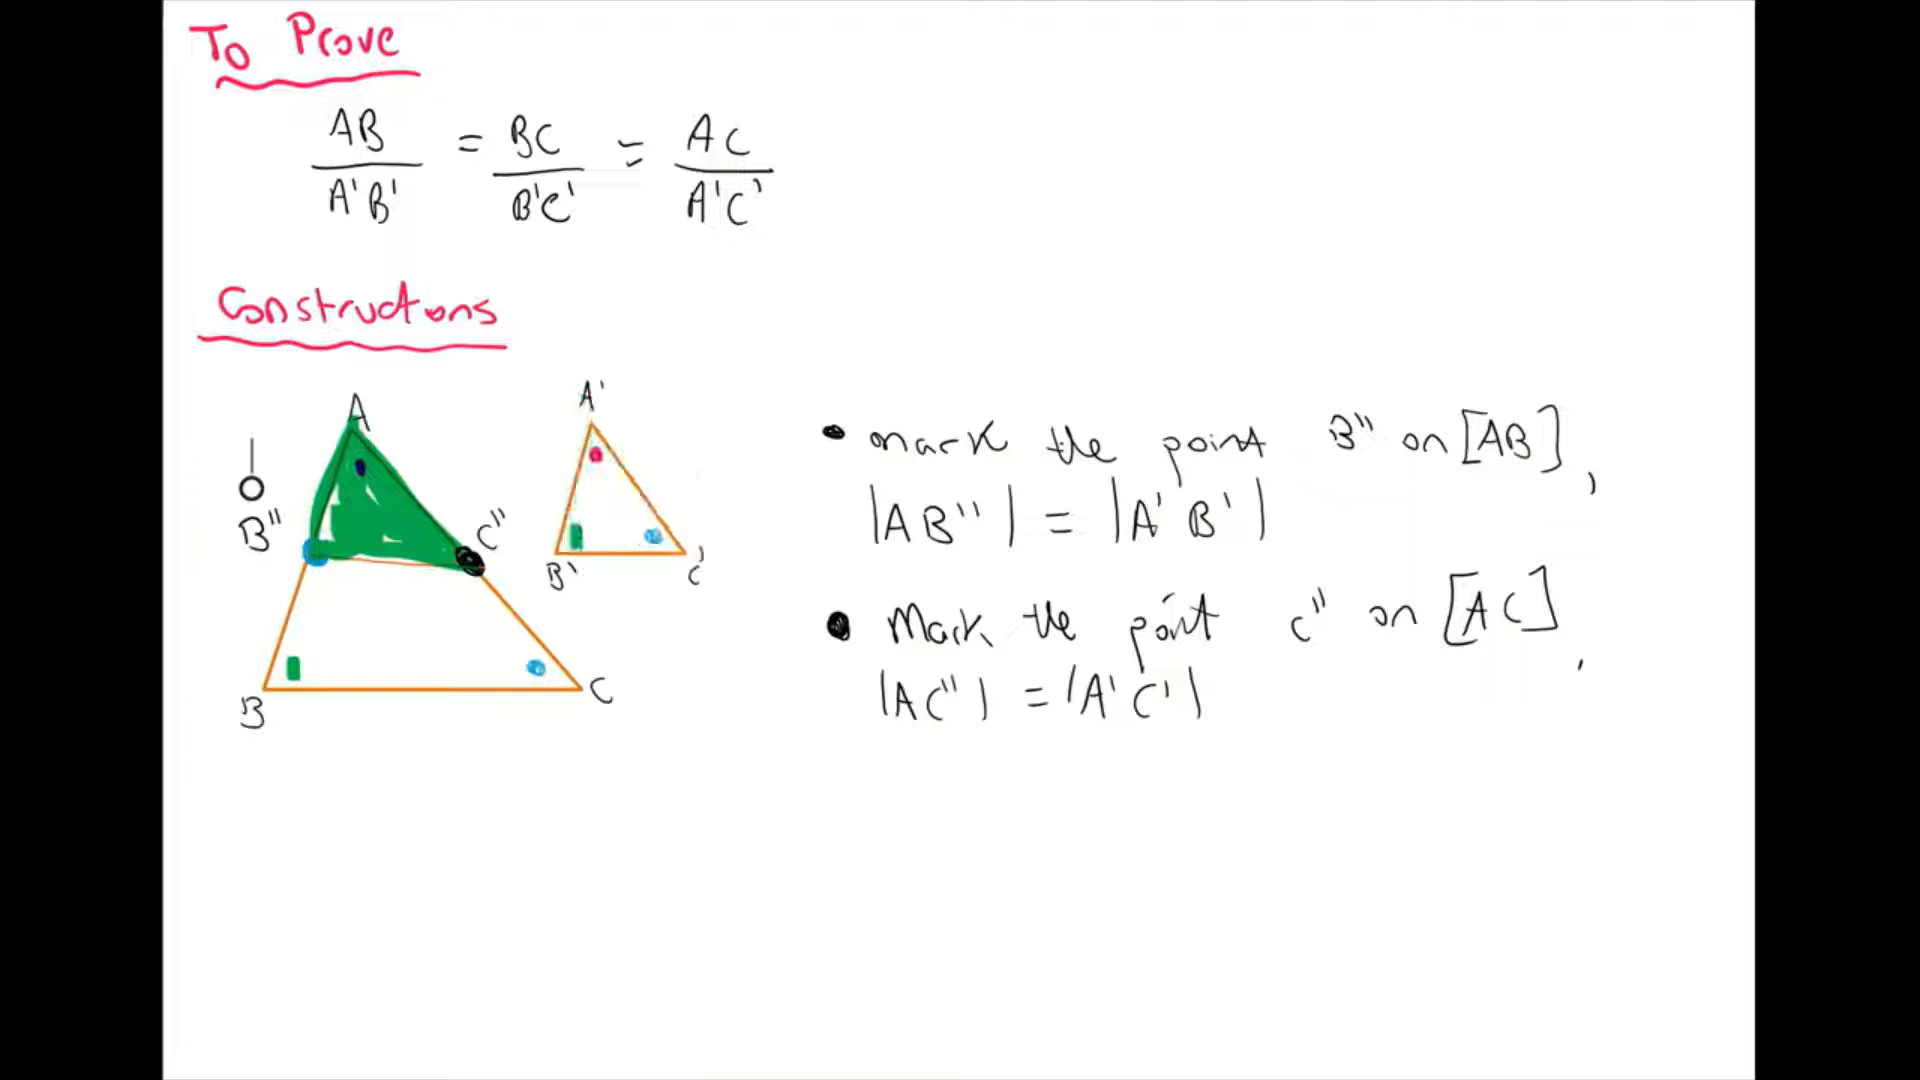 To Prove
AB = BC = AC
A'B' B'C' A'C'
Constructions
A A'
B" C"
B' C'
B C
• mark the point B" on [AB],
|AB"| = |A'B'|
• Mark the point C" on [AC],
|AC"| = |A'C'|